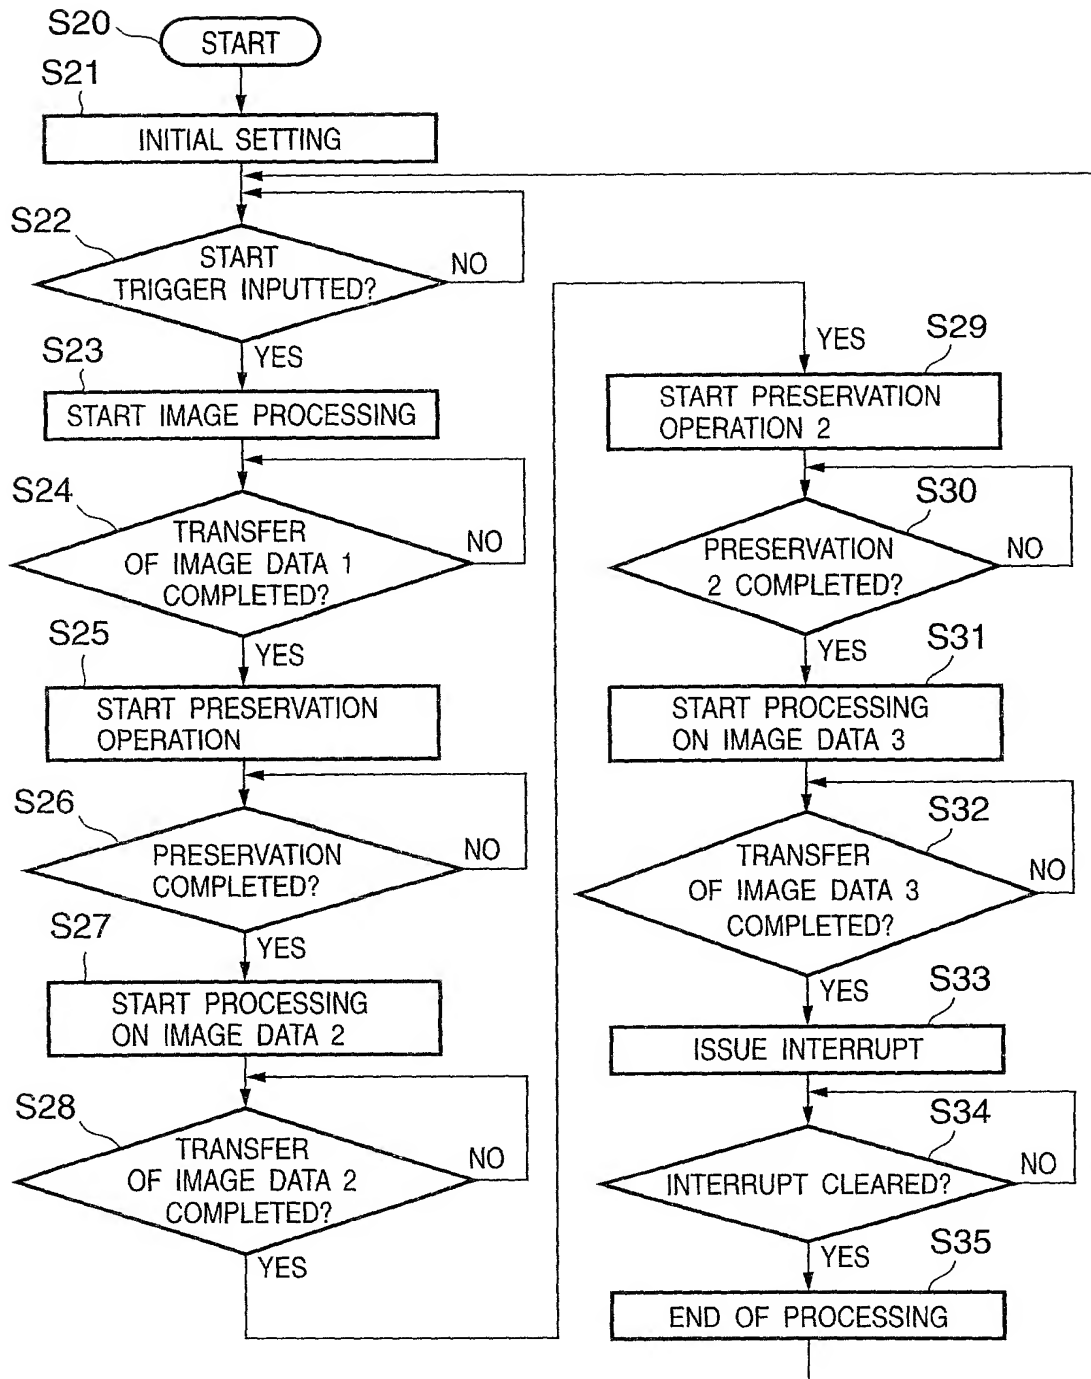 S20
START
S21
INITIAL SETTING
S22
START
TRIGGER INPUTTED?
NO
YES
S23
START IMAGE PROCESSING
S24
TRANSFER
OF IMAGE DATA 1
COMPLETED?
NO
YES
S25
START PRESERVATION
OPERATION
S26
PRESERVATION
COMPLETED?
NO
YES
S27
START PROCESSING
ON IMAGE DATA 2
S28
TRANSFER
OF IMAGE DATA 2
COMPLETED?
NO
YES
YES
S29
START PRESERVATION
OPERATION 2
S30
PRESERVATION
2 COMPLETED?
NO
YES
S31
START PROCESSING
ON IMAGE DATA 3
S32
TRANSFER
OF IMAGE DATA 3
COMPLETED?
NO
YES
S33
ISSUE INTERRUPT
S34
INTERRUPT CLEARED?
NO
YES
S35
END OF PROCESSING